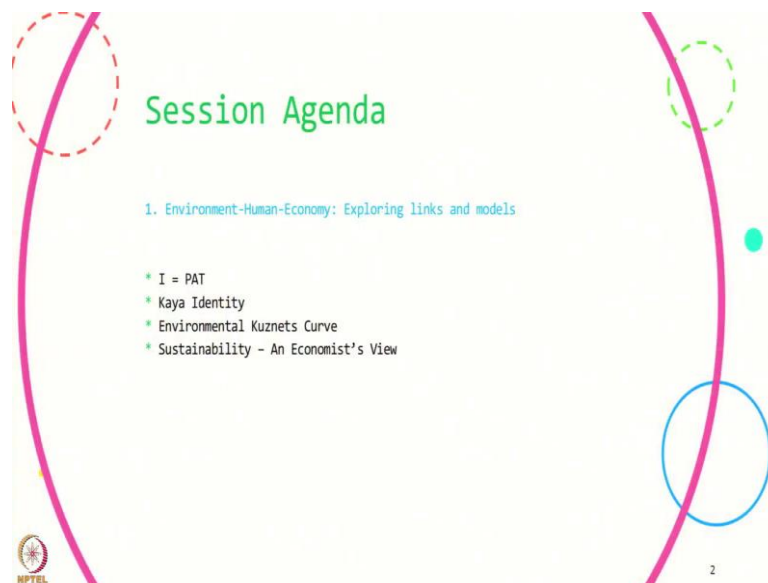 Session Agenda
1. Environment-Human-Economy: Exploring links and models
* I = PAT
* Kaya Identity
* Environmental Kuznets Curve
* Sustainability – An Economist’s View
NPTEL
2